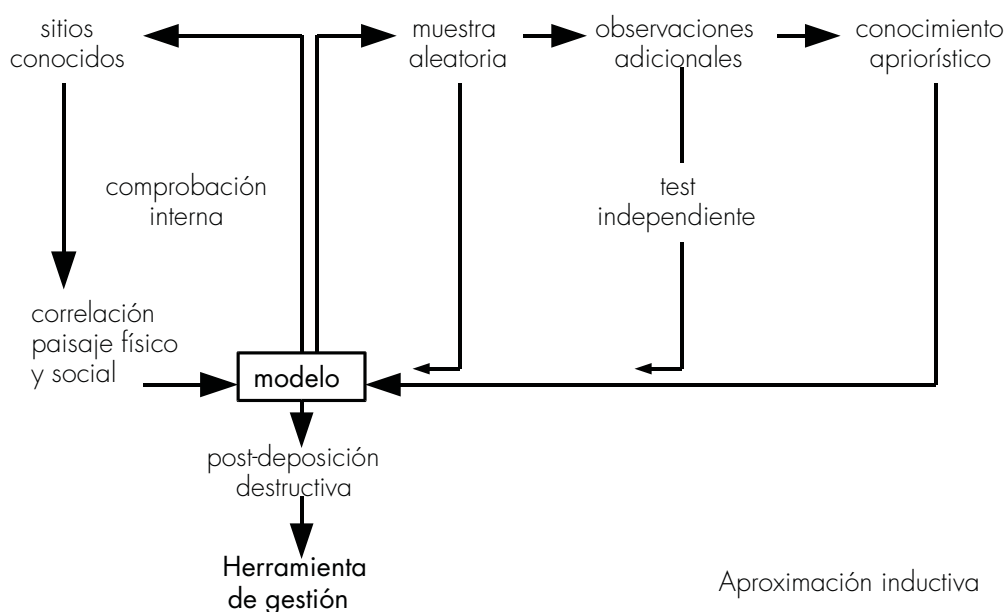 sitios
conocidos
muestra
aleatoria
observaciones
adicionales
conocimiento
apriorístico
comprobación
interna
test
independiente
correlación
paisaje físico
y social
modelo
post-deposición
destructiva
Herramienta
de gestión
Aproximación inductiva